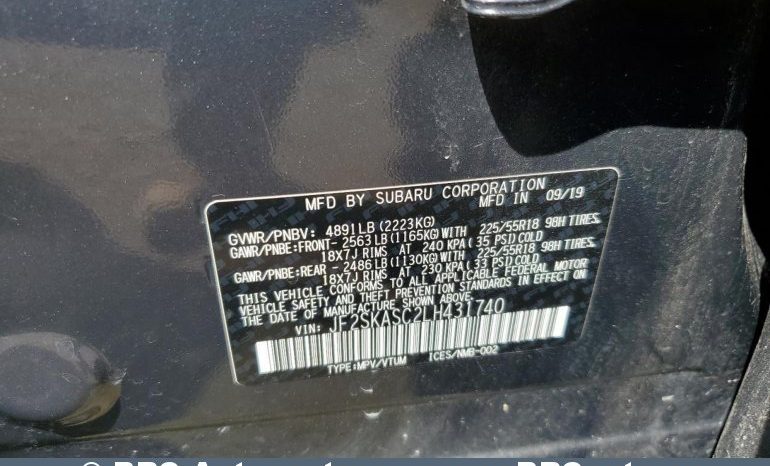 MFD BY SUBARU CORPORATION
MFD IN 09/19
GVWR/PNBV: 4891LB(2223KG)
GAWR/PNBE:FRONT- 2563LB(1165KG)WITH 225/55R18 98H TIRES,
18X7J RIMS AT 240 KPA(35 PSI)COLD
GAWR/PNBE:REAR - 2486LB(1130KG)WITH 225/55R18 98H TIRES,
18X7J RIMS AT 230 KPA(33 PSI)COLD
THIS VEHICLE CONFORMS TO ALL APPLICABLE FEDERAL MOTOR
VEHICLE SAFETY AND THEFT PREVENTION STANDARDS IN EFFECT ON
THE DATE OF MANUFACTURE SHOWN ABOVE.
VIN: JF2SKASC2LH431740
TYPE:MPV/VTUM ICES/NMB-002